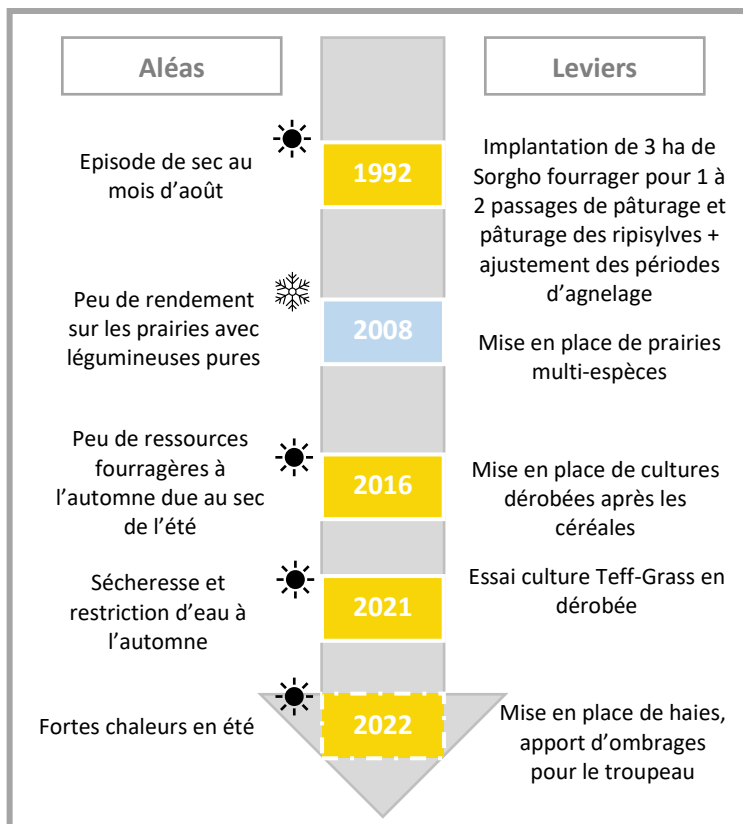 Aléas
Leviers
Episode de sec au
mois d’août
1992
Implantation de 3 ha de
Sorgho fourrager pour 1 à
2 passages de pâturage et
pâturage des ripisylves +
ajustement des périodes
d’agnelage
Peu de rendement
sur les prairies avec
légumineuses pures
2008
Mise en place de prairies
multi-espèces
Peu de ressources
fourragères à
l’automne due au sec
de l’été
2016
Mise en place de cultures
dérobées après les
céréales
Sécheresse et
restriction d’eau à
l’automne
2021
Essai culture Teff-Grass en
dérobée
Fortes chaleurs en été
2022
Mise en place de haies,
apport d’ombrages
pour le troupeau